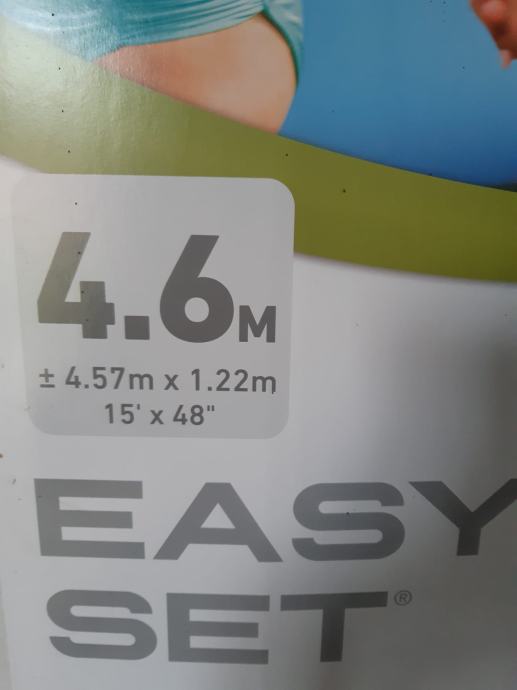 4.6M
± 4.57m x 1.22m
15' x 48"
EASY
SET®